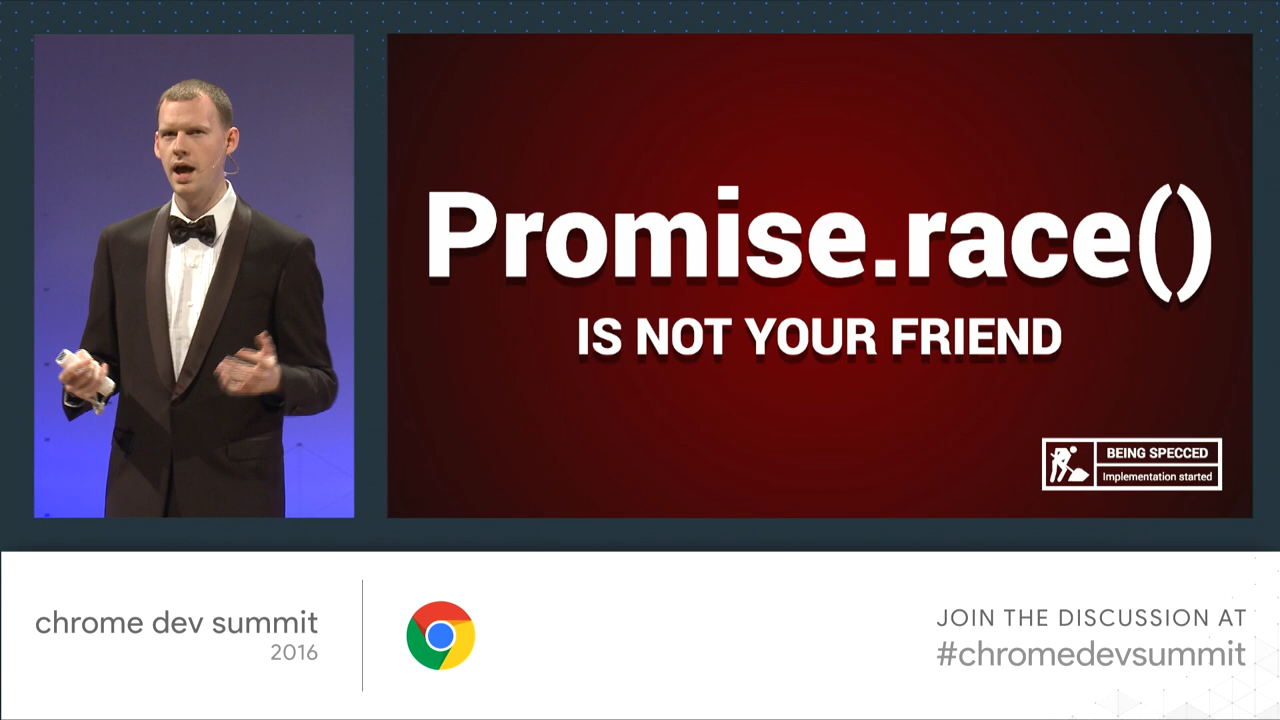 Promise.race()
IS NOT YOUR FRIEND
BEING SPECCED
Implementation started
chrome dev summit
2016
JOIN THE DISCUSSION AT
#chromedevsummit